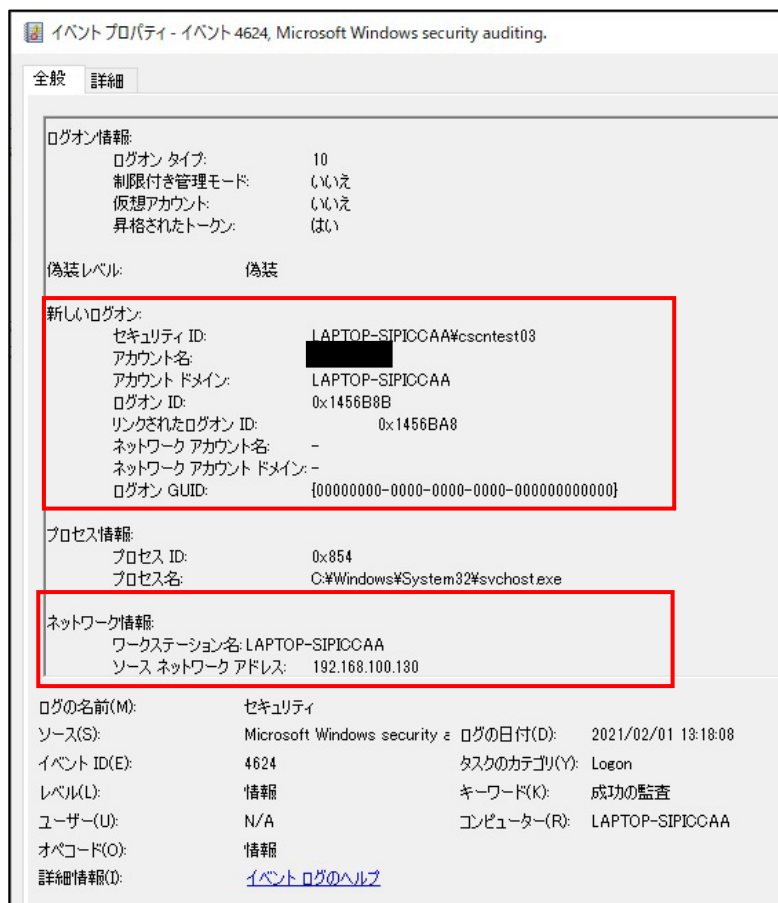 イベント プロパティ - イベント 4624, Microsoft Windows security auditing.
全般 詳細
ログオン情報:
ログオン タイプ: 10
制限付き管理モード: いいえ
仮想アカウント: いいえ
昇格されたトークン: はい
偽装レベル: 偽装
新しいログオン:
セキュリティ ID: LAPTOP-SIPICCAA¥cscntest03
アカウント名:
アカウント ドメイン: LAPTOP-SIPICCAA
ログオン ID: 0x1456B8B
リンクされたログオン ID: 0x1456BA8
ネットワーク アカウント名: -
ネットワーク アカウント ドメイン: -
ログオン GUID: {00000000-0000-0000-0000-000000000000}
プロセス情報:
プロセス ID: 0x854
プロセス名: C:¥Windows¥System32¥svchost.exe
ネットワーク情報:
ワークステーション名: LAPTOP-SIPICCAA
ソース ネットワーク アドレス: 192.168.100.130
ログの名前(M): セキュリティ
ソース(S): Microsoft Windows security a ログの日付(D): 2021/02/01 13:18:08
イベント ID(E): 4624 タスクのカテゴリ(Y): Logon
レベル(L): 情報 キーワード(K): 成功の監査
ユーザー(U): N/A コンピューター(R): LAPTOP-SIPICCAA
オペコード(O): 情報
詳細情報(I): イベント ログのヘルプ